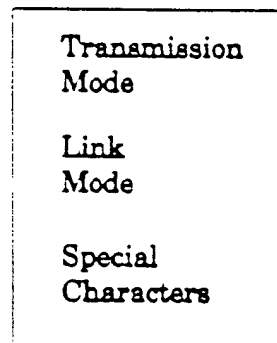 Transmission
Mode
Link
Mode
Special
Characters